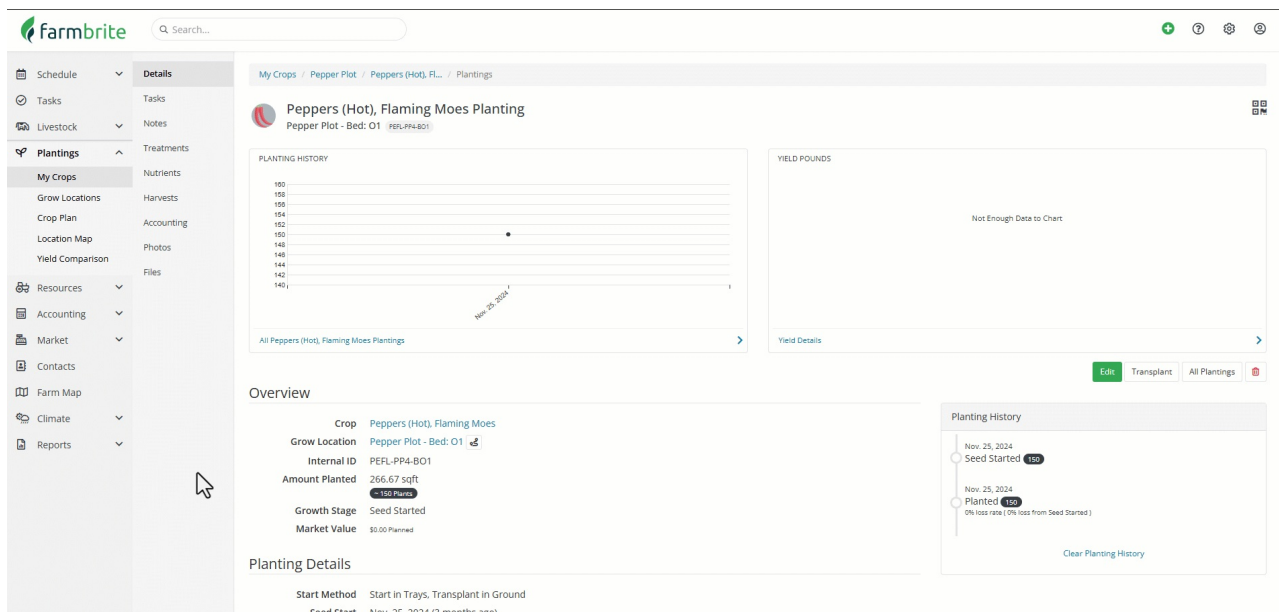 farmbrite
Search...
Schedule
Tasks
Livestock
Plantings
My Crops
Grow Locations
Crop Plan
Location Map
Yield Comparison
Resources
Accounting
Market
Contacts
Farm Map
Climate
Reports
Details
Tasks
Notes
Treatments
Nutrients
Harvests
Accounting
Photos
Files
My Crops / Pepper Plot / Peppers (Hot), Fl... / Plantings
Peppers (Hot), Flaming Moes Planting
Pepper Plot - Bed: O1 PEFL-PP4-BO1
PLANTING HISTORY
160
158
156
154
152
150
148
146
144
142
140
Nov. 25, 2024
All Peppers (Hot), Flaming Moes Plantings
YIELD POUNDS
Not Enough Data to Chart
Yield Details
Edit Transplant All Plantings
Overview
Crop Peppers (Hot), Flaming Moes
Grow Location Pepper Plot - Bed: O1
Internal ID PEFL-PP4-BO1
Amount Planted 266.67 sqft
~ 150 Plants
Growth Stage Seed Started
Market Value $0.00 Planned
Planting Details
Start Method Start in Trays, Transplant in Ground
Seed Start Nov. 25, 2024 (3 months ago)
Planting History
Nov. 25, 2024
Seed Started 150
Nov. 25, 2024
Planted 150
0% loss rate ( 0% loss from Seed Started )
Clear Planting History